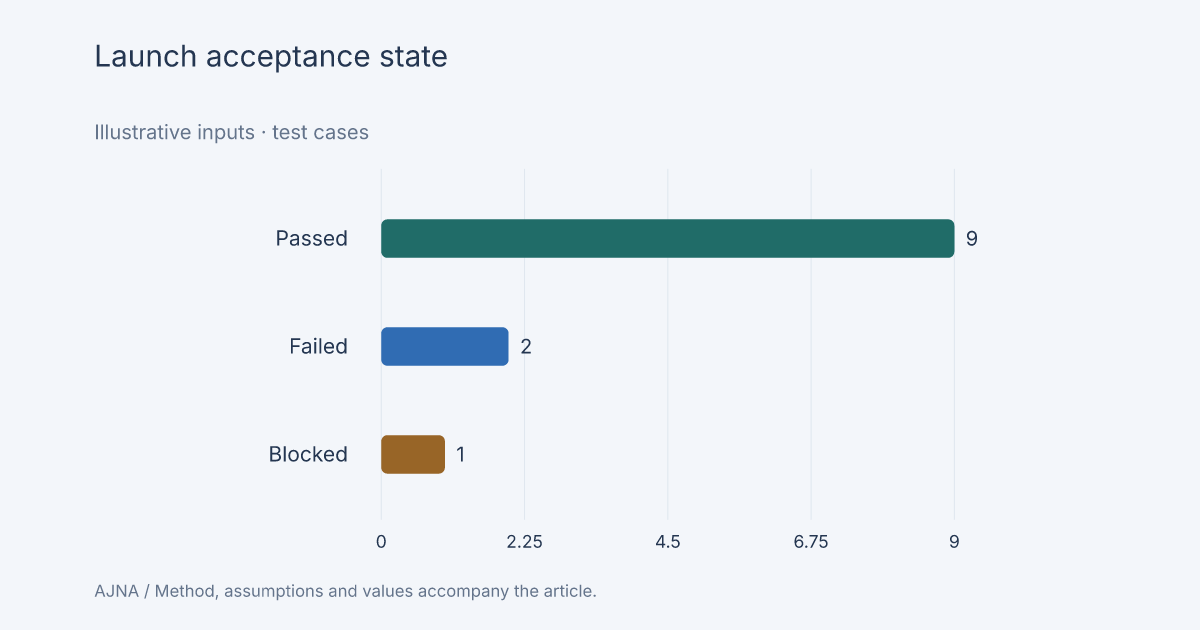 Launch acceptance state
Illustrative inputs · test cases
Passed 9
Failed 2
Blocked 1
0 2.25 4.5 6.75 9
AJNA / Method, assumptions and values accompany the article.